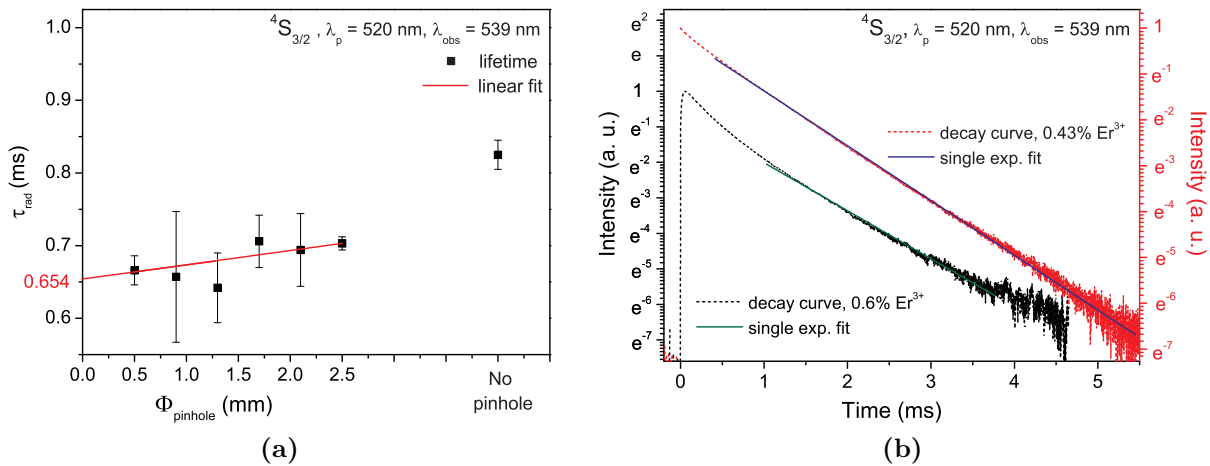 ⁴S₃/₂ , λₚ = 520 nm, λobs = 539 nm
lifetime
linear fit
1.0
0.9
0.8
0.7
0.654
0.6
τrad (ms)
0.0 0.5 1.0 1.5 2.0 2.5
No
pinhole
Φpinhole (mm)
(a)
⁴S₃/₂, λₚ = 520 nm, λobs = 539 nm
decay curve, 0.43% Er³⁺
single exp. fit
decay curve, 0.6% Er³⁺
single exp. fit
e²
e
1
e⁻¹
e⁻²
e⁻³
e⁻⁴
e⁻⁵
e⁻⁶
e⁻⁷
Intensity (a. u.)
1
e⁻¹
e⁻²
e⁻³
e⁻⁴
e⁻⁵
e⁻⁶
e⁻⁷
Intensity (a. u.)
0 1 2 3 4 5
Time (ms)
(b)